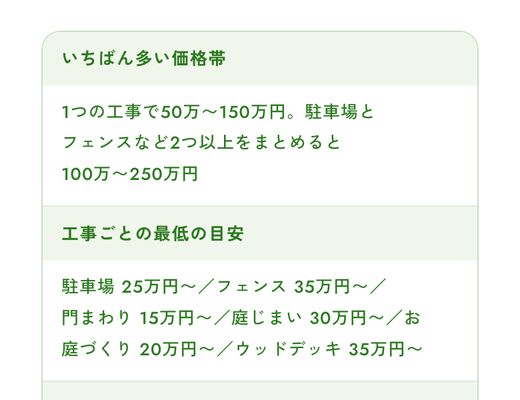 いちばん多い価格帯
1つの工事で50万〜150万円。駐車場と
フェンスなど2つ以上をまとめると
100万〜250万円
工事ごとの最低の目安
駐車場 25万円〜／フェンス 35万円〜／
門まわり 15万円〜／庭じまい 30万円〜／お
庭づくり 20万円〜／ウッドデッキ 35万円〜